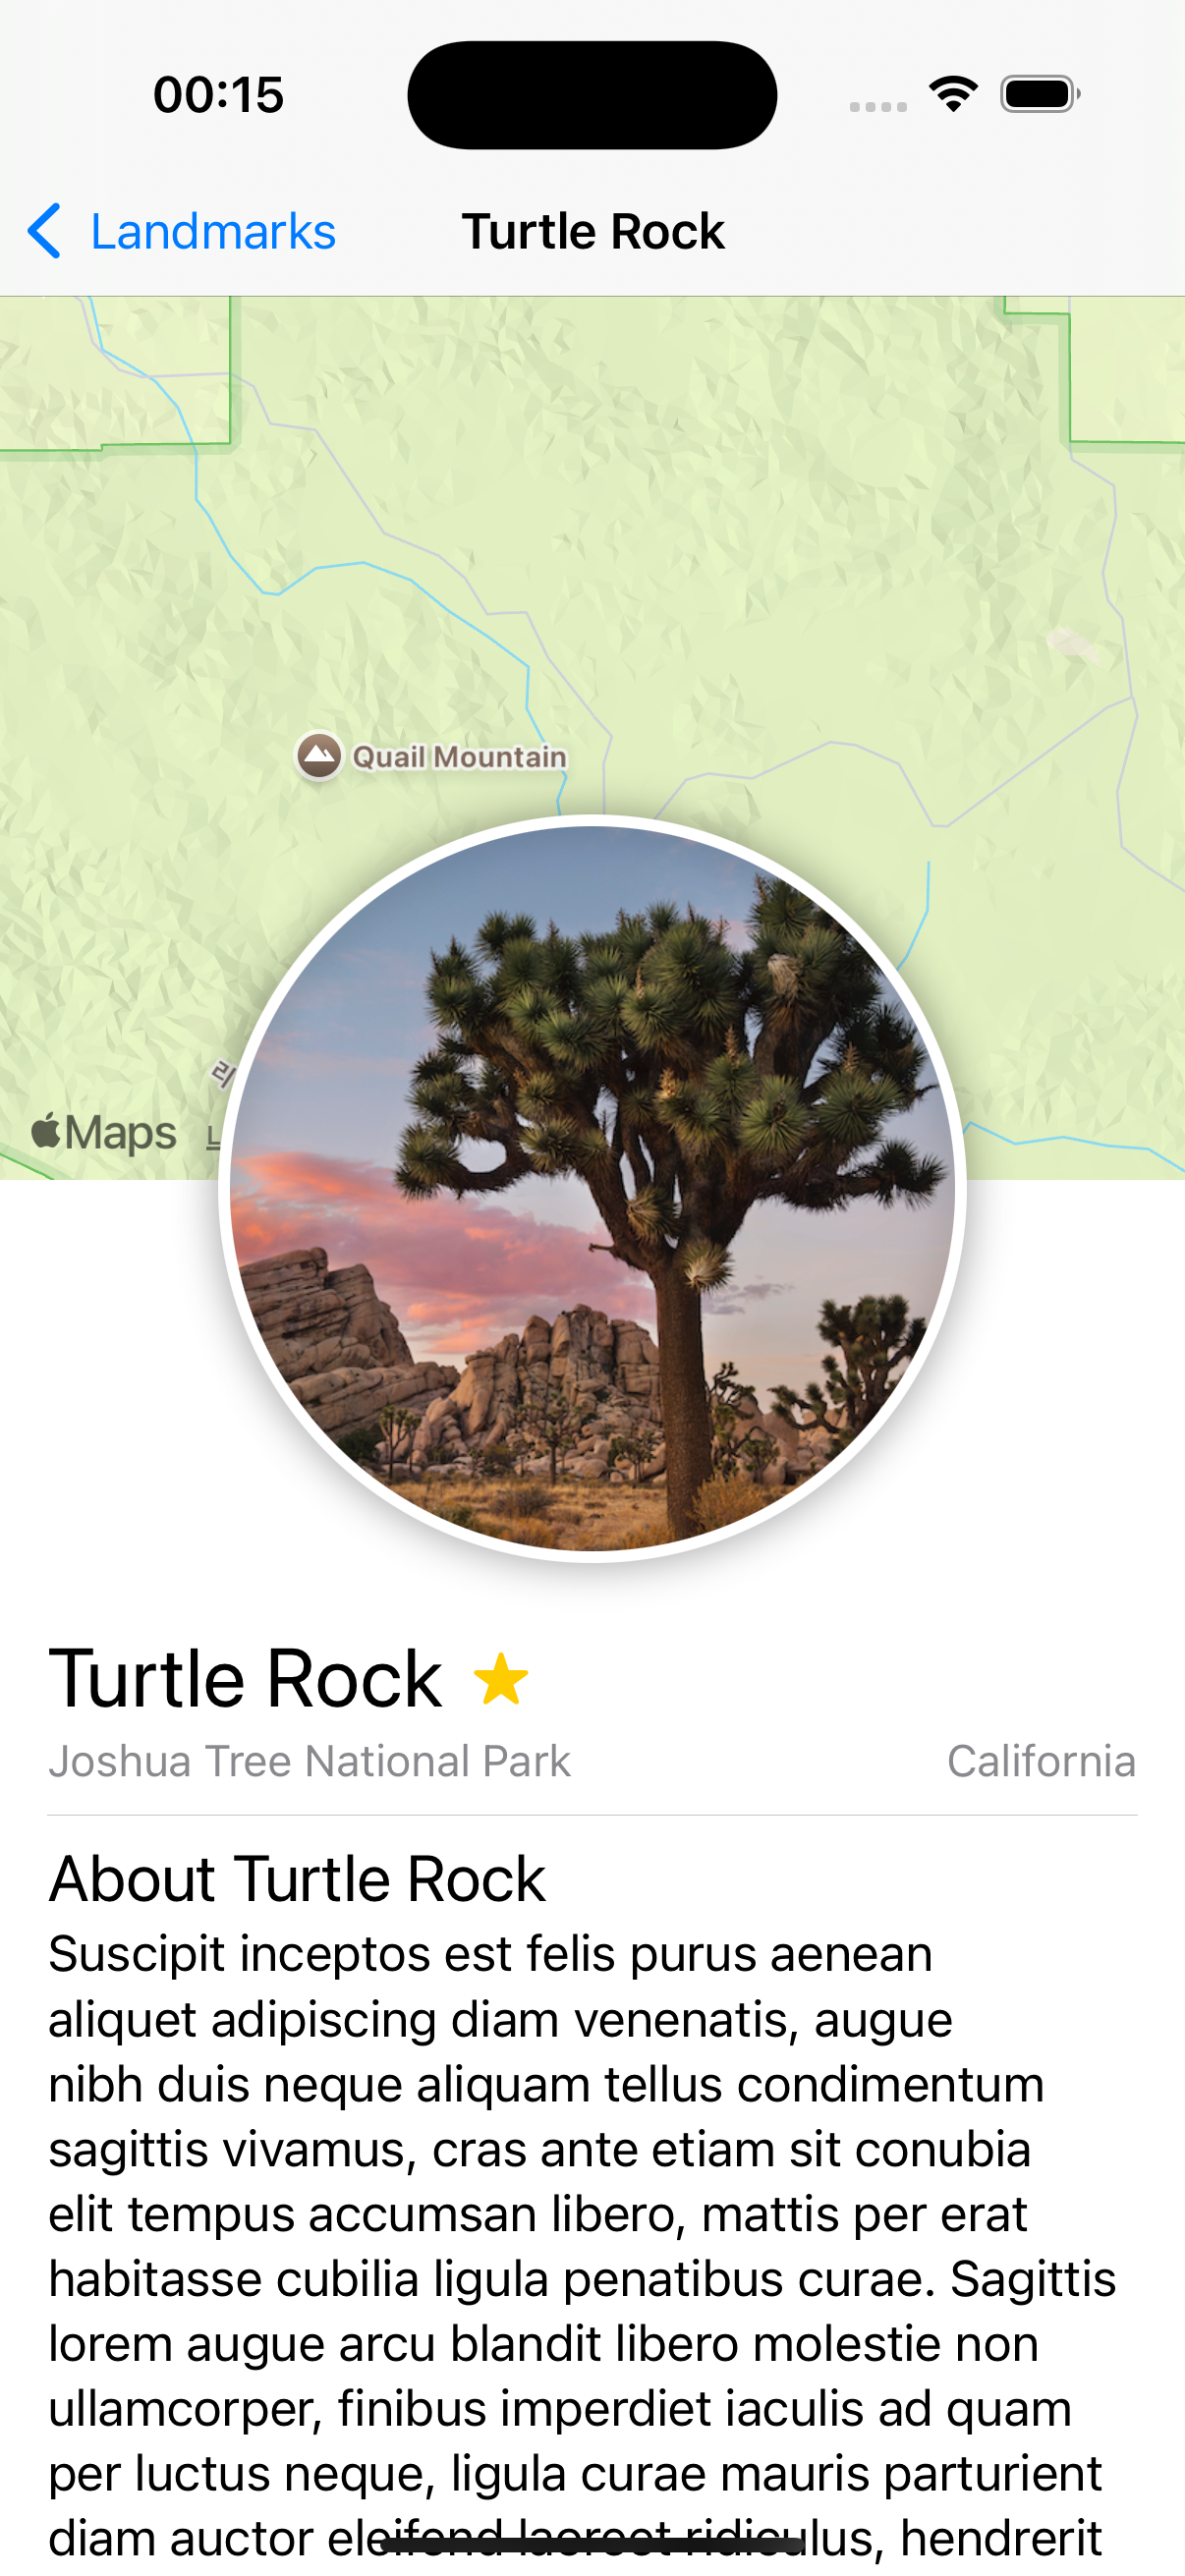 00:15
Landmarks
Turtle Rock
Quail Mountain
리
Maps
Turtle Rock
Joshua Tree National Park
California
About Turtle Rock
Suscipit inceptos est felis purus aenean
aliquet adipiscing diam venenatis, augue
nibh duis neque aliquam tellus condimentum
sagittis vivamus, cras ante etiam sit conubia
elit tempus accumsan libero, mattis per erat
habitasse cubilia ligula penatibus curae. Sagittis
lorem augue arcu blandit libero molestie non
ullamcorper, finibus imperdiet iaculis ad quam
per luctus neque, ligula curae mauris parturient
diam auctor eleifend laoreet ridiculus, hendrerit